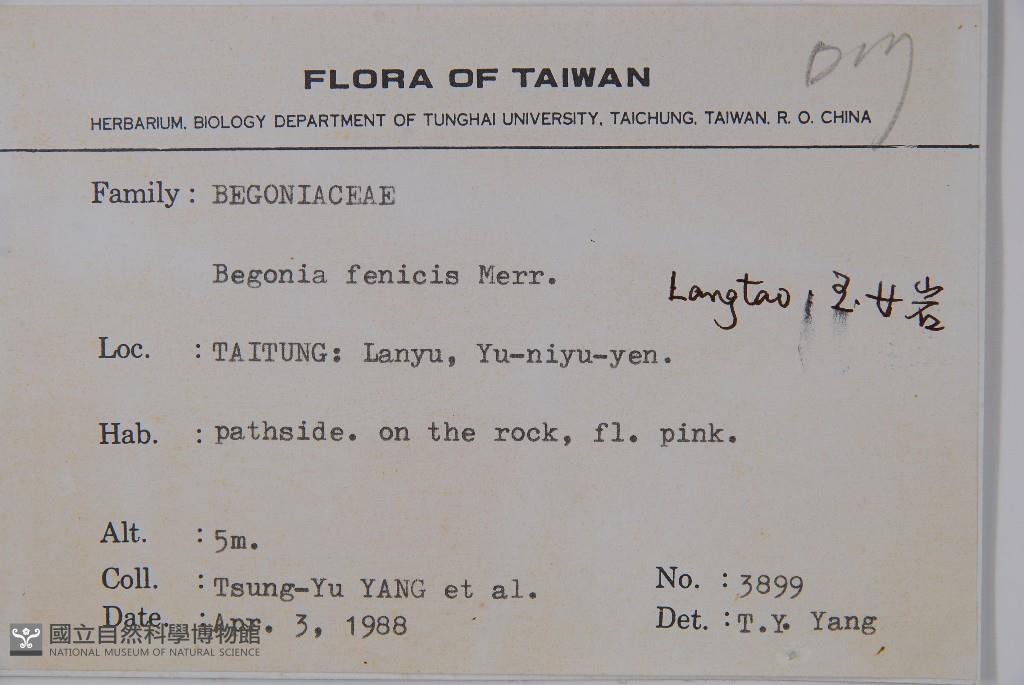 FLORA OF TAIWAN
HERBARIUM, BIOLOGY DEPARTMENT OF TUNGHAI UNIVERSITY, TAICHUNG, TAIWAN, R. O. CHINA
Family : BEGONIACEAE
Begonia fenicis Merr.
Langtao, 玉女岩
Loc. : TAITUNG: Lanyu, Yu-niyu-yen.
Hab. : pathside. on the rock, fl. pink.
Alt. : 5m.
Coll. : Tsung-Yu YANG et al. No. : 3899
Date. : Apr. 3, 1988 Det. : T.Y. Yang
國立自然科學博物館
NATIONAL MUSEUM OF NATURAL SCIENCE